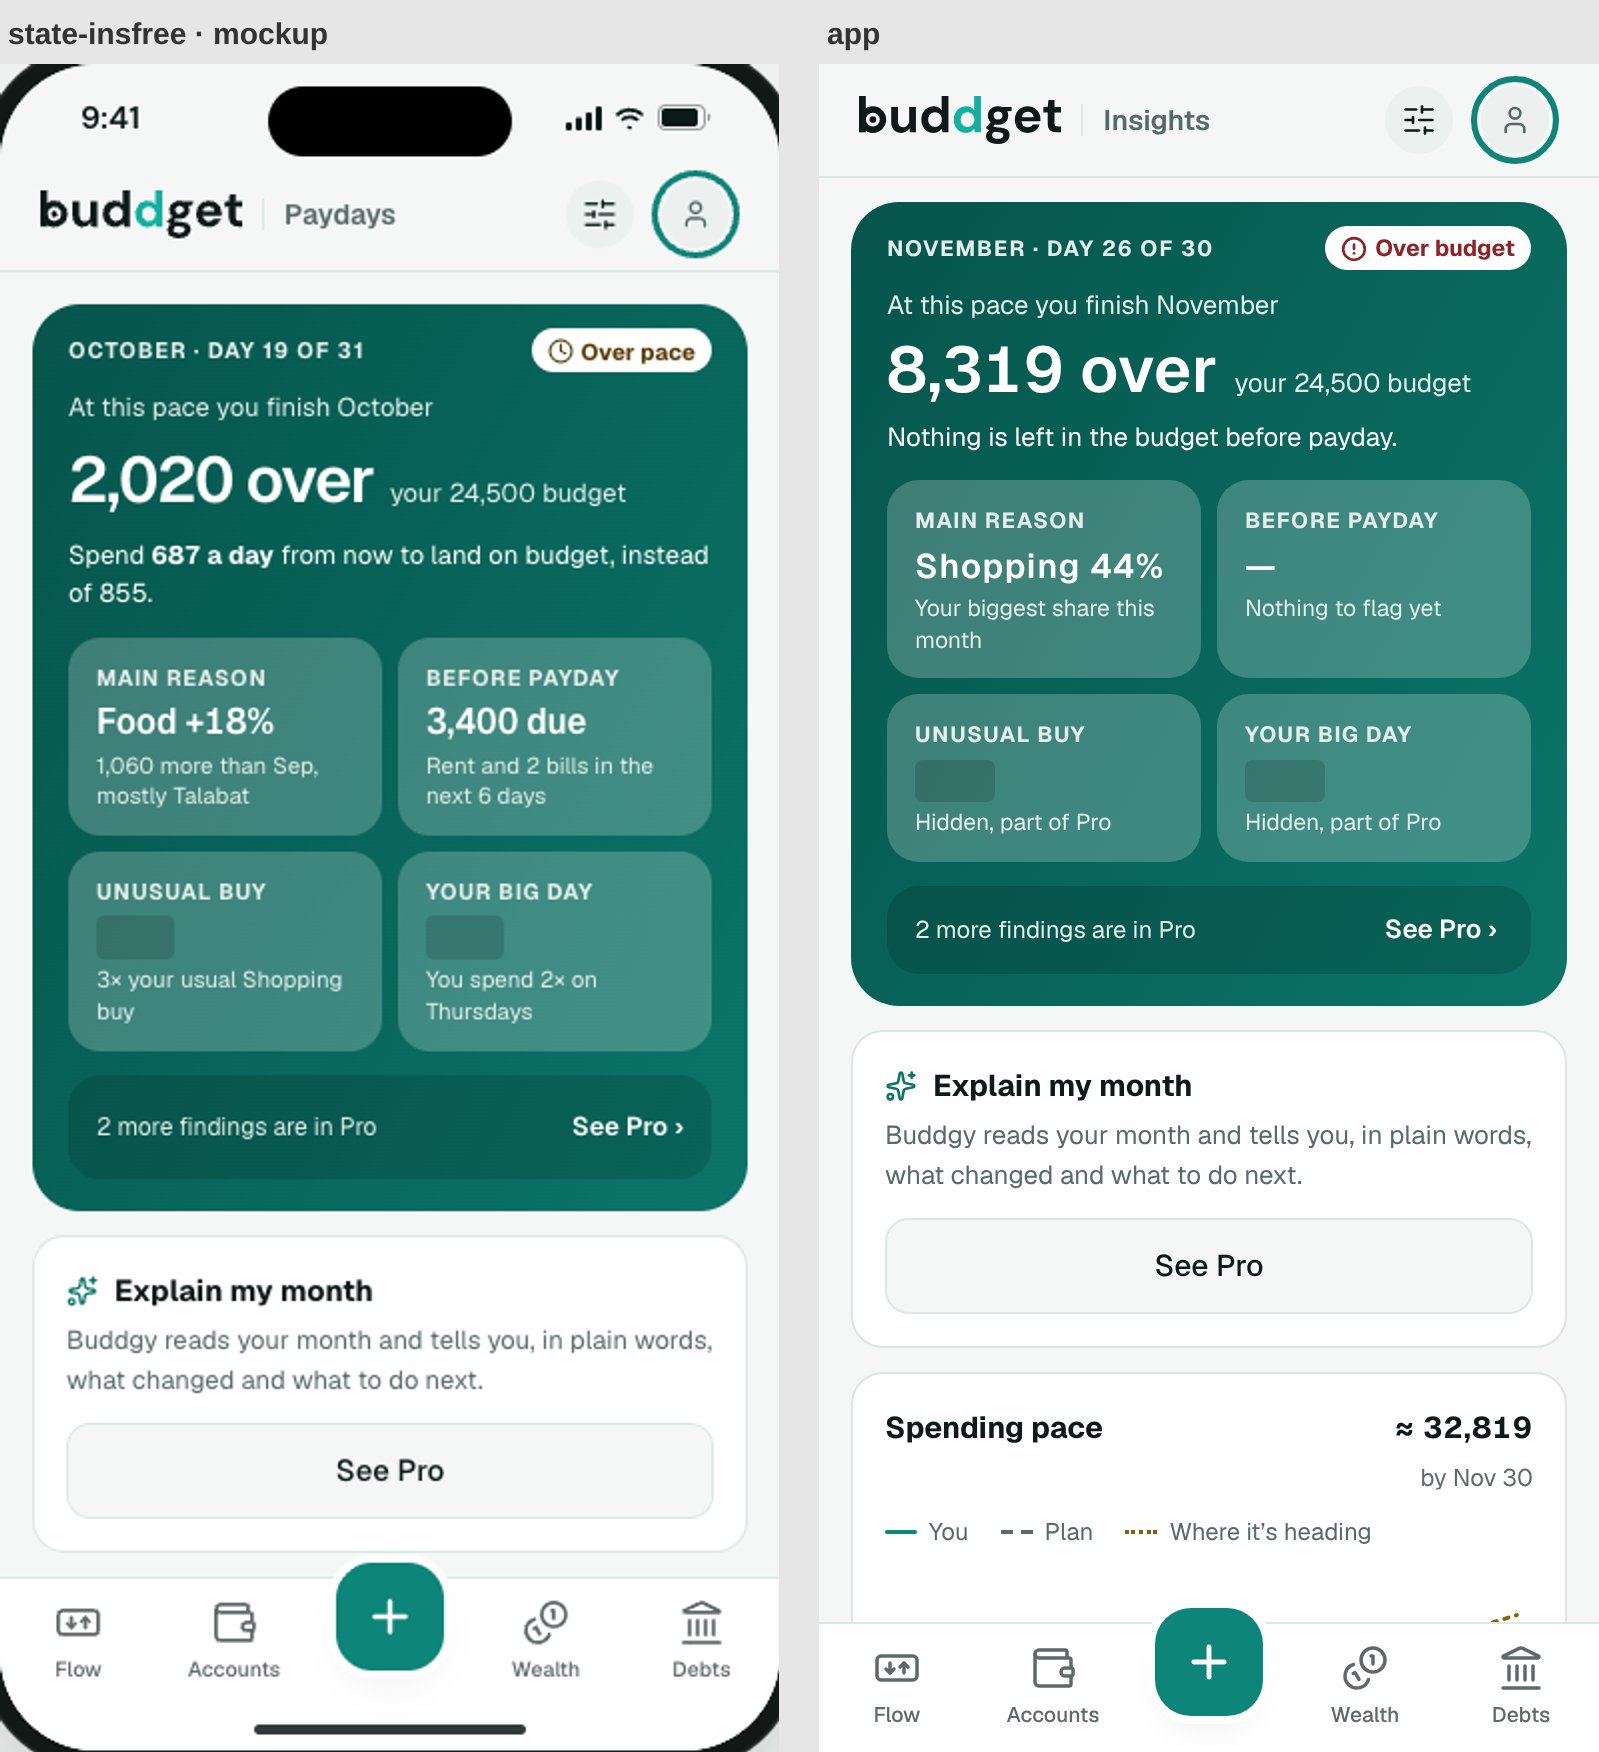 state-insfree · mockup
9:41
buddget
Paydays
OCTOBER · DAY 19 OF 31
Over pace
At this pace you finish October
2,020 over your 24,500 budget
Spend 687 a day from now to land on budget, instead
of 855.
MAIN REASON
Food +18%
1,060 more than Sep,
mostly Talabat
BEFORE PAYDAY
3,400 due
Rent and 2 bills in the
next 6 days
UNUSUAL BUY
3× your usual Shopping
buy
YOUR BIG DAY
You spend 2× on
Thursdays
2 more findings are in Pro
See Pro ›
Explain my month
Buddgy reads your month and tells you, in plain words,
what changed and what to do next.
See Pro
Flow
Accounts
Wealth
Debts
app
buddget
Insights
NOVEMBER · DAY 26 OF 30
Over budget
At this pace you finish November
8,319 over your 24,500 budget
Nothing is left in the budget before payday.
MAIN REASON
Shopping 44%
Your biggest share this
month
BEFORE PAYDAY
—
Nothing to flag yet
UNUSUAL BUY
Hidden, part of Pro
YOUR BIG DAY
Hidden, part of Pro
2 more findings are in Pro
See Pro ›
Explain my month
Buddgy reads your month and tells you, in plain words,
what changed and what to do next.
See Pro
Spending pace
≈ 32,819
by Nov 30
You
Plan
Where it’s heading
Flow
Accounts
Wealth
Debts